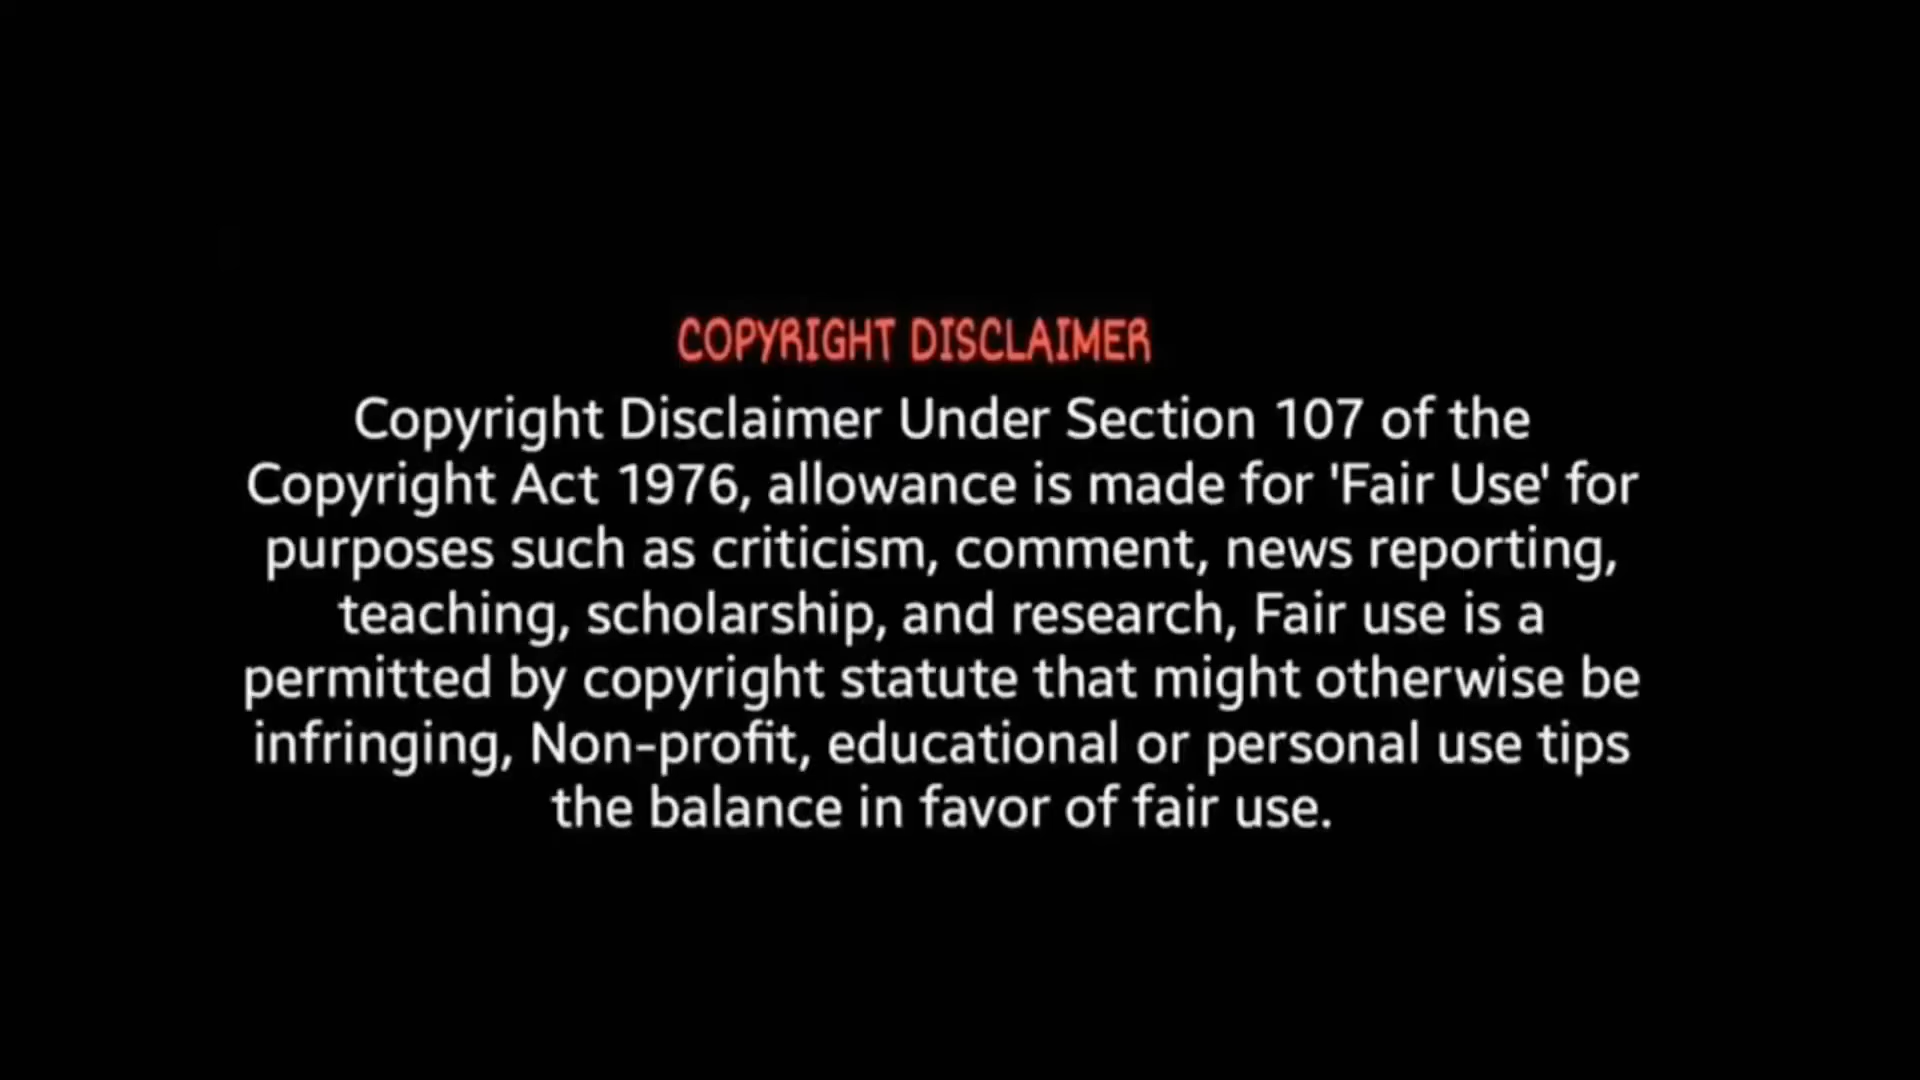 COPYRIGHT DISCLAIMER
Copyright Disclaimer Under Section 107 of the
Copyright Act 1976, allowance is made for 'Fair Use' for
purposes such as criticism, comment, news reporting,
teaching, scholarship, and research, Fair use is a
permitted by copyright statute that might otherwise be
infringing, Non-profit, educational or personal use tips
the balance in favor of fair use.